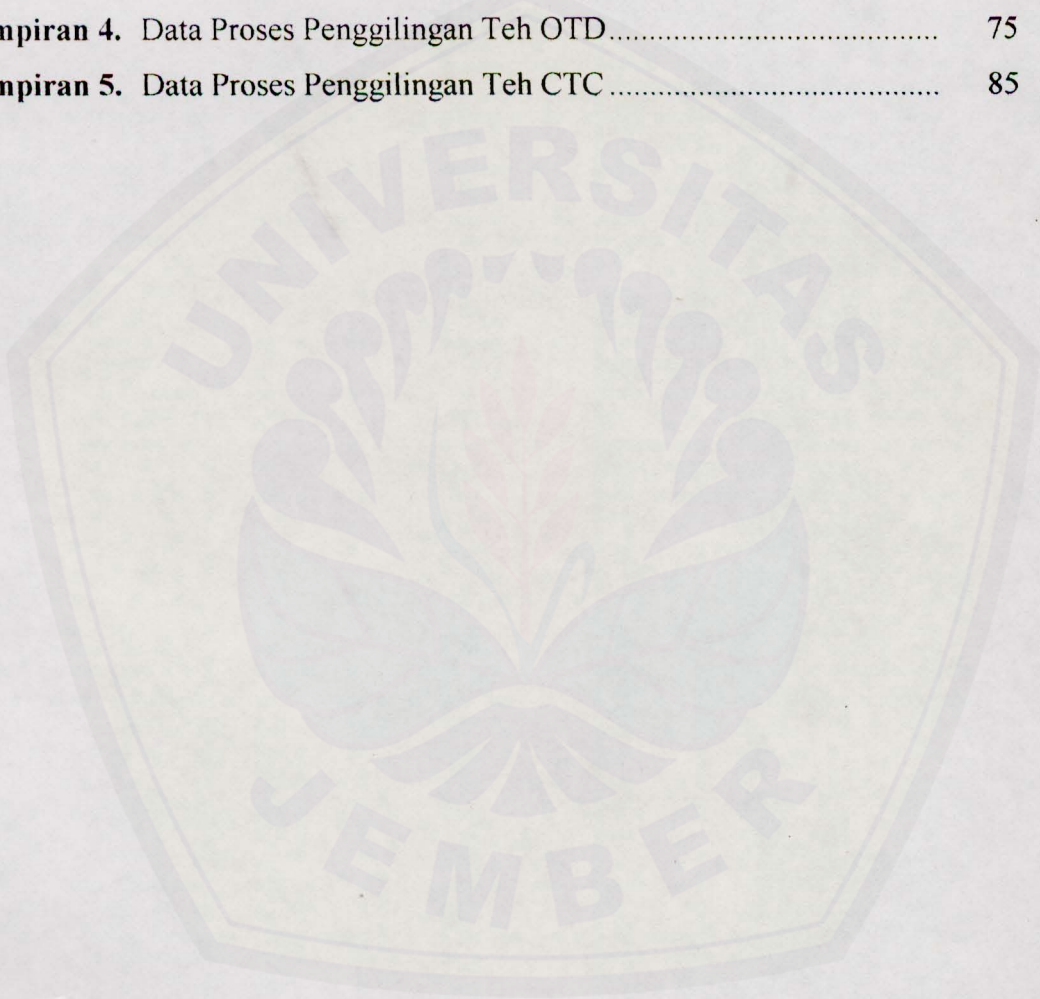 mpiran 4. Data Proses Penggilingan Teh OTD........................................ 75
mpiran 5. Data Proses Penggilingan Teh CTC ........................................ 85
UNIVERSITAS
JEMBER